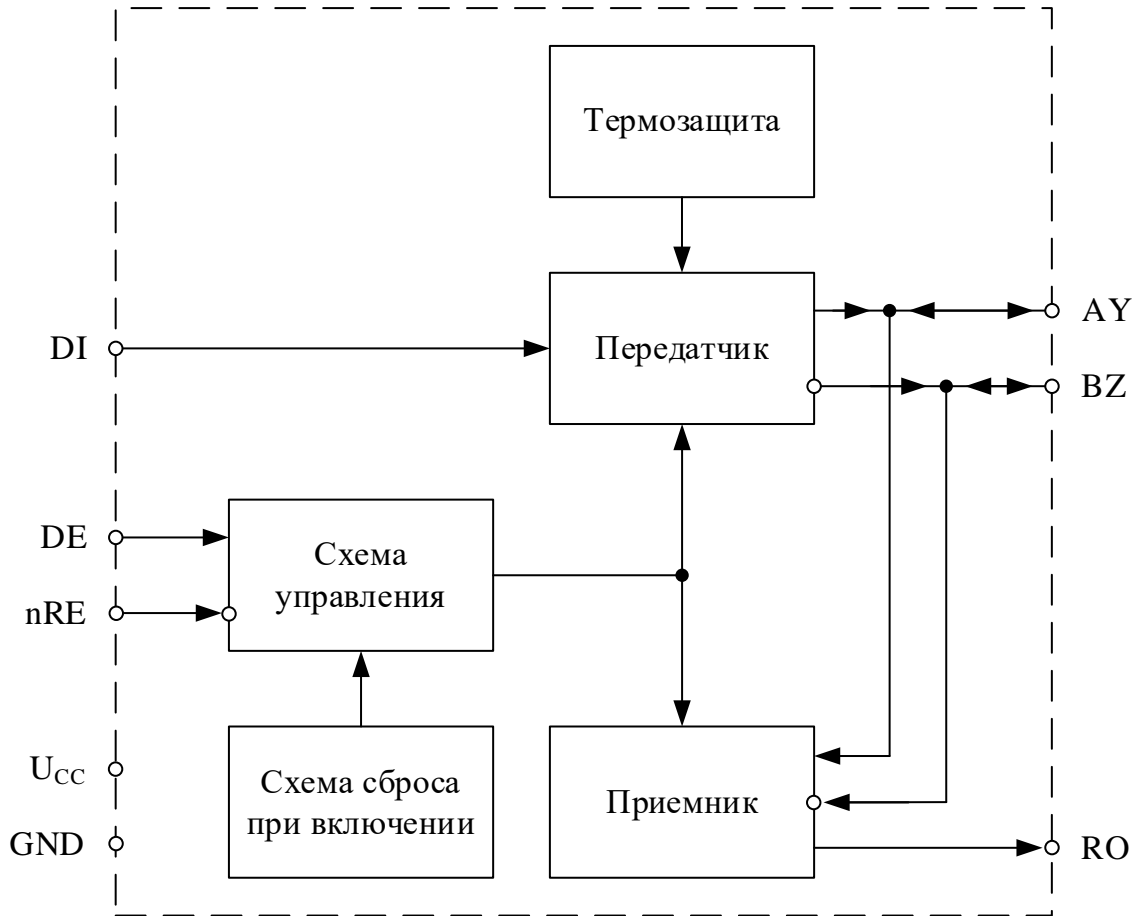 Термозащита
DI
Передатчик
AY
BZ
DE
nRE
Схема
управления
UCC
GND
Схема сброса
при включении
Приемник
RO